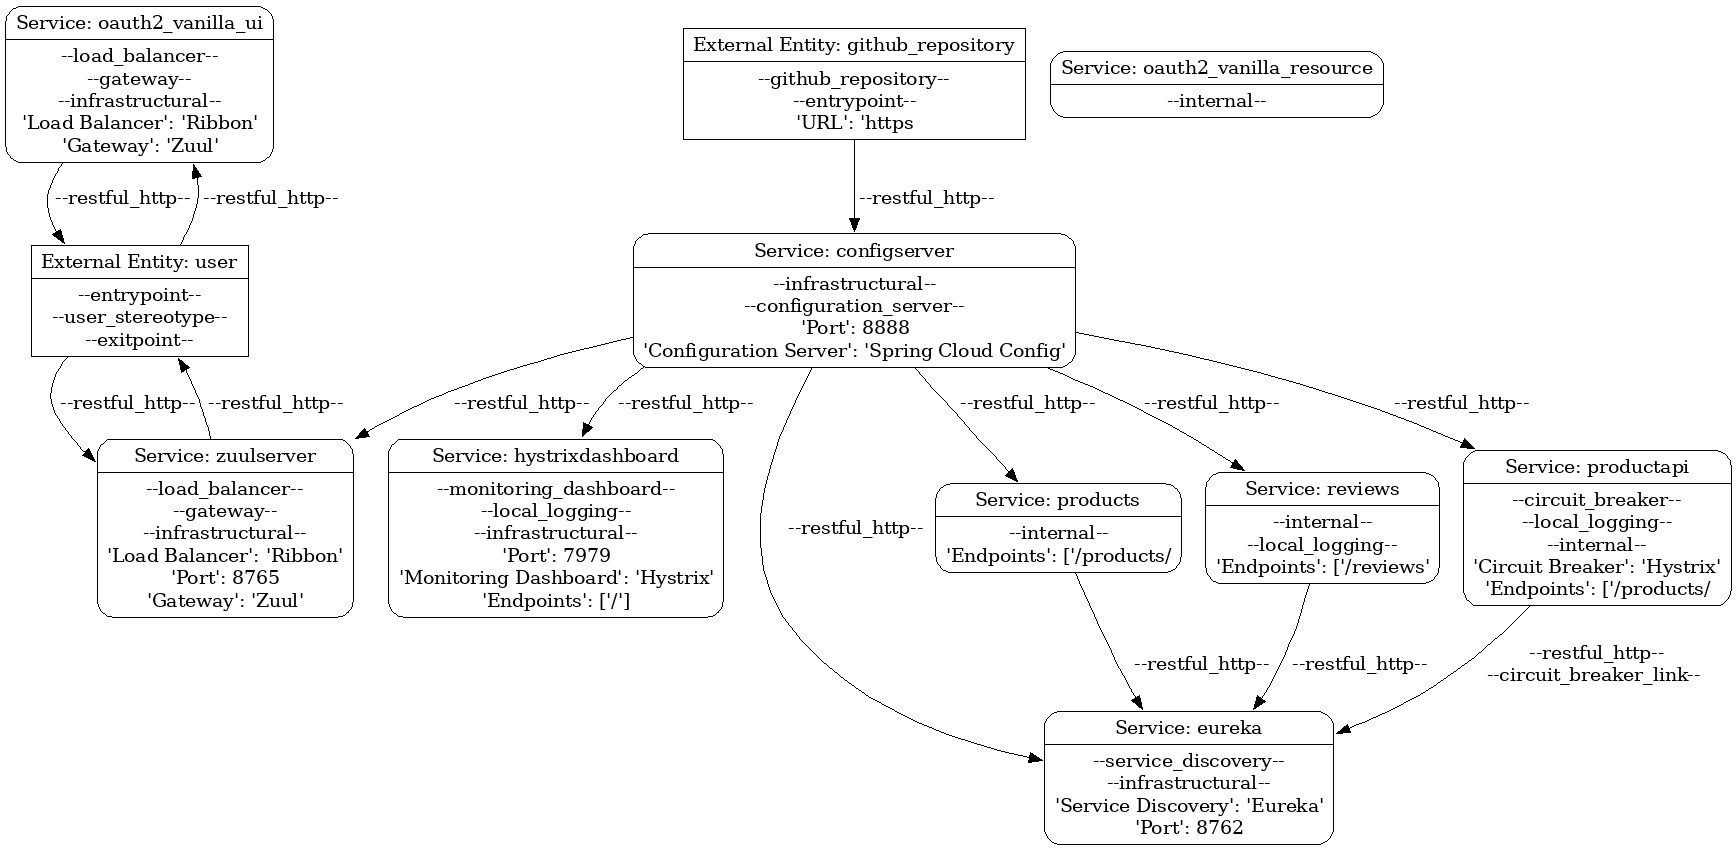 Service: oauth2_vanilla_ui
--load_balancer--
--gateway--
--infrastructural--
'Load Balancer': 'Ribbon'
'Gateway': 'Zuul'
External Entity: github_repository
--github_repository--
--entrypoint--
'URL': 'https
Service: oauth2_vanilla_resource
--internal--
--restful_http--
--restful_http--
--restful_http--
External Entity: user
--entrypoint--
--user_stereotype--
--exitpoint--
Service: configserver
--infrastructural--
--configuration_server--
'Port': 8888
'Configuration Server': 'Spring Cloud Config'
--restful_http--
--restful_http--
--restful_http--
--restful_http--
--restful_http--
--restful_http--
--restful_http--
Service: zuulserver
--load_balancer--
--gateway--
--infrastructural--
'Load Balancer': 'Ribbon'
'Port': 8765
'Gateway': 'Zuul'
Service: hystrixdashboard
--monitoring_dashboard--
--local_logging--
--infrastructural--
'Port': 7979
'Monitoring Dashboard': 'Hystrix'
'Endpoints': ['/']
--restful_http--
Service: products
--internal--
'Endpoints': ['/products/
Service: reviews
--internal--
--local_logging--
'Endpoints': ['/reviews'
Service: productapi
--circuit_breaker--
--local_logging--
--internal--
'Circuit Breaker': 'Hystrix'
'Endpoints': ['/products/
--restful_http--
--restful_http--
--restful_http--
--circuit_breaker_link--
Service: eureka
--service_discovery--
--infrastructural--
'Service Discovery': 'Eureka'
'Port': 8762